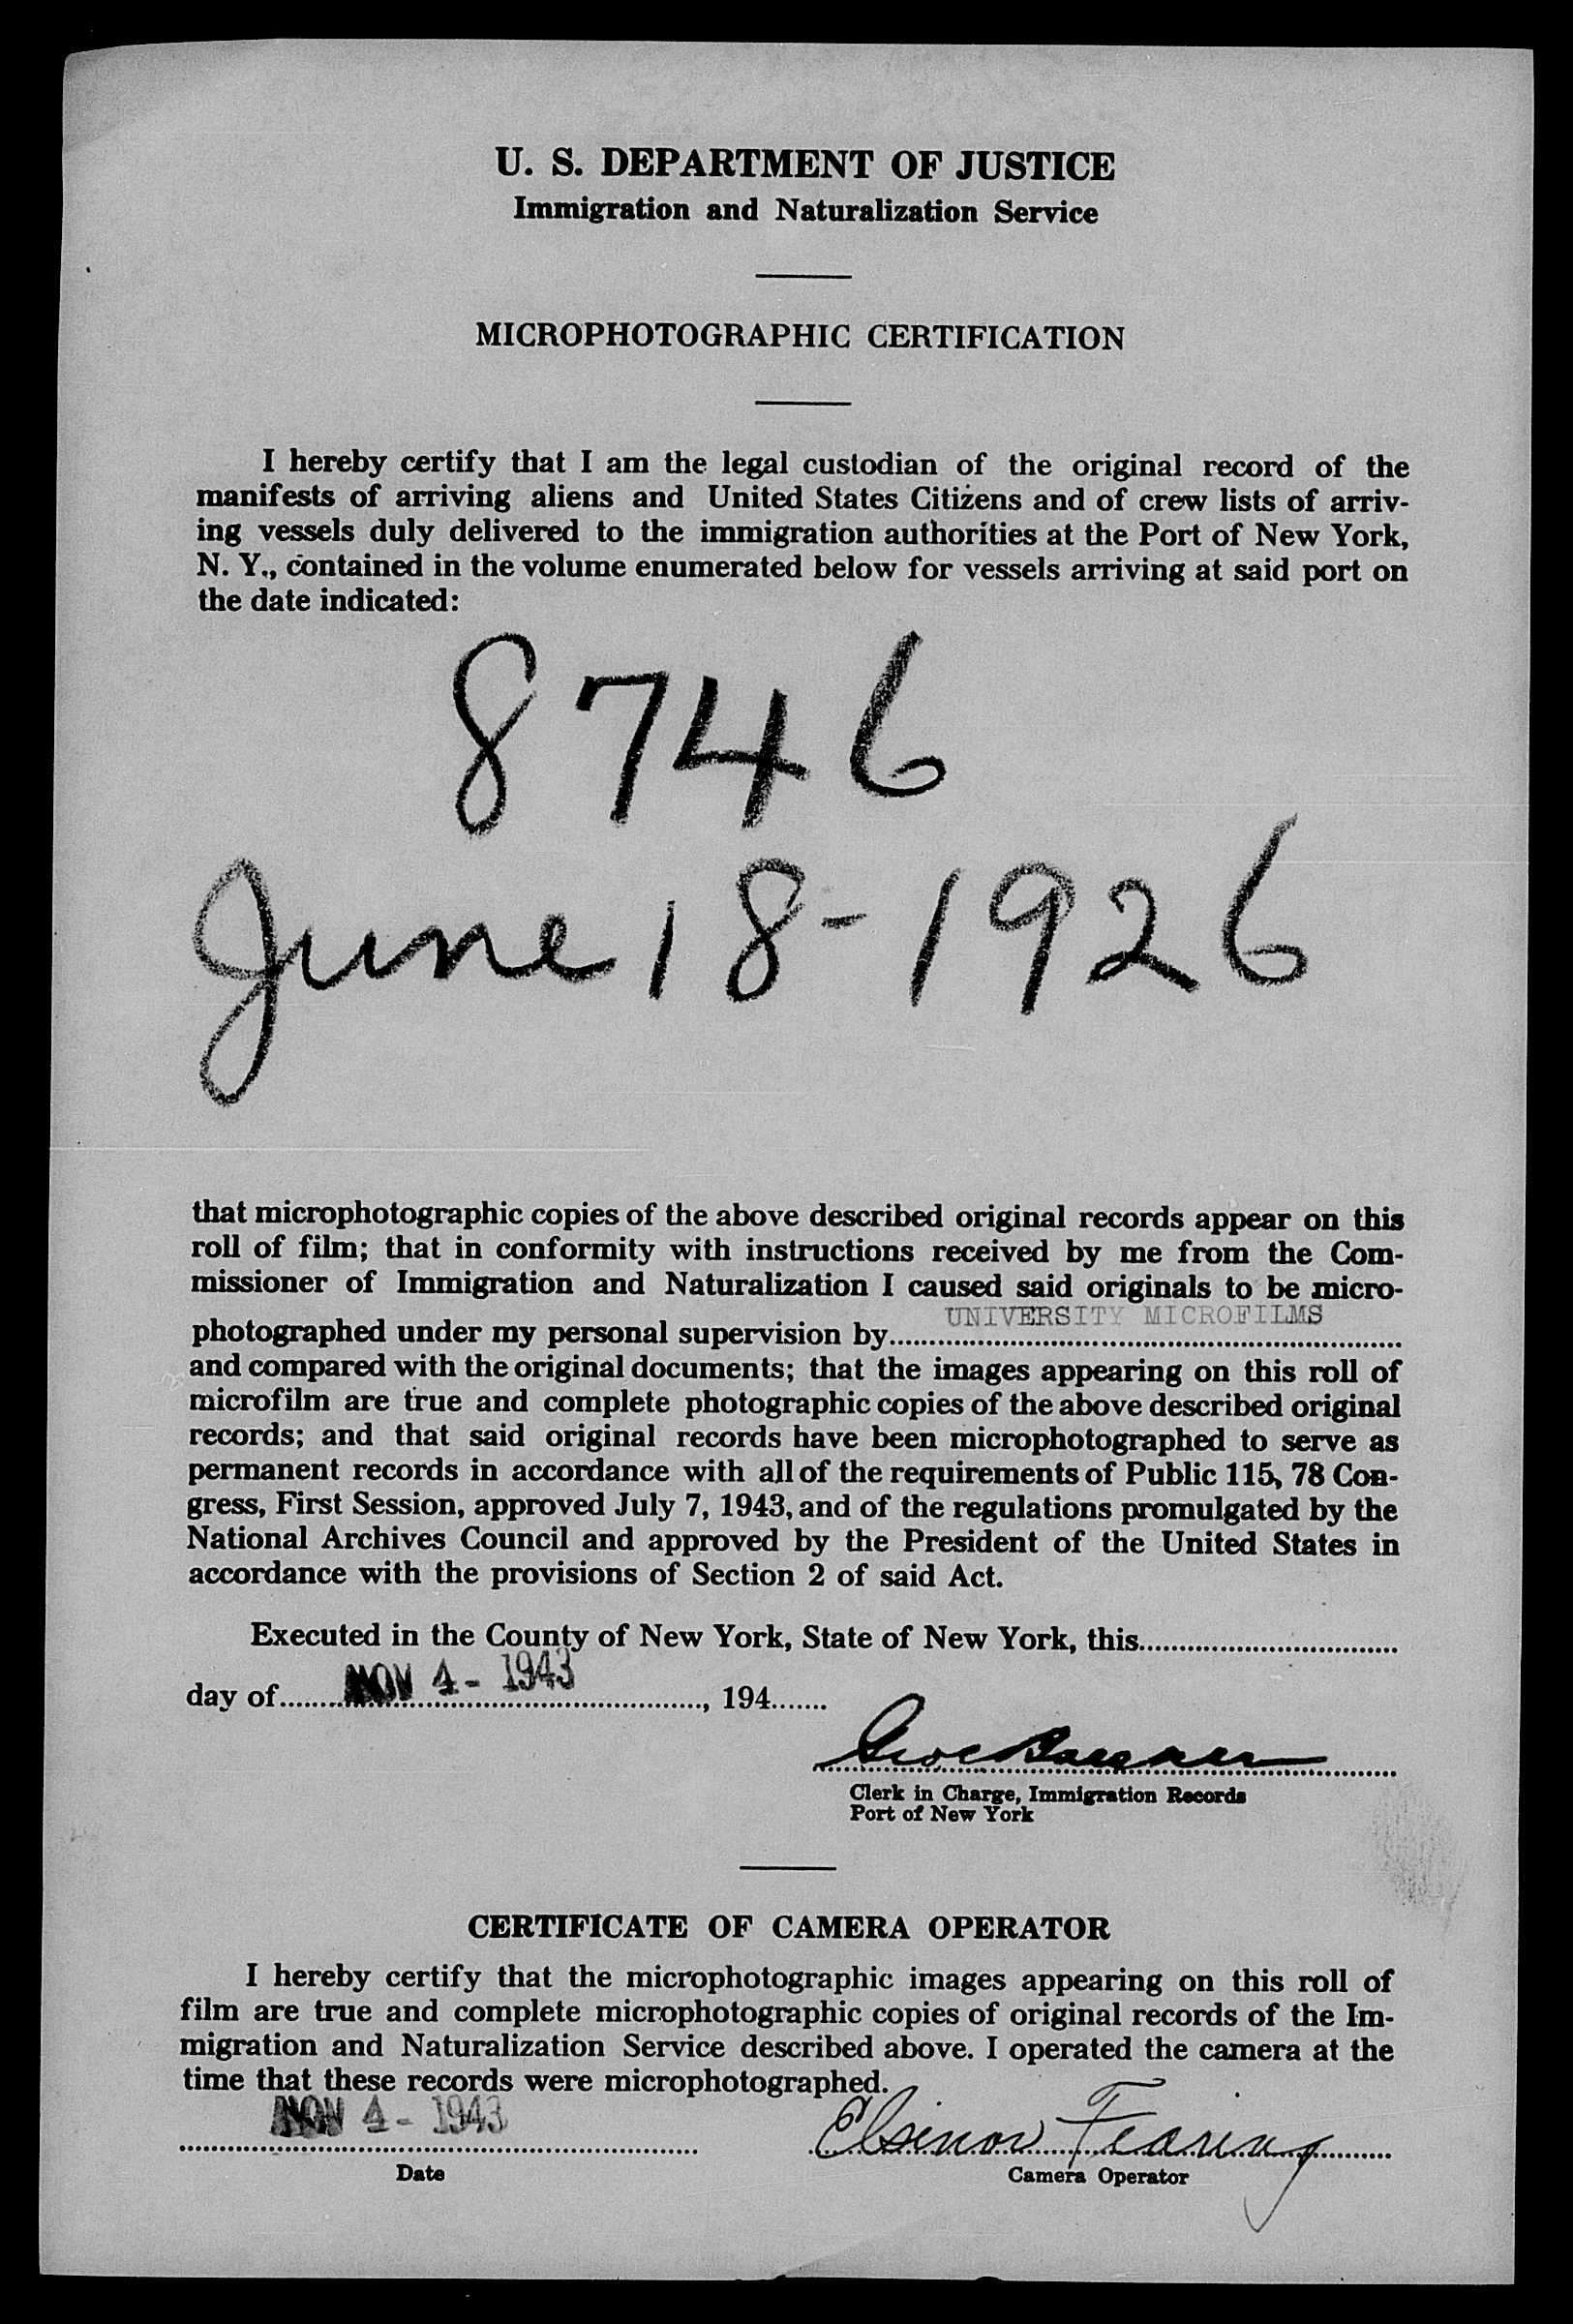 U. S. DEPARTMENT OF JUSTICE
Immigration and Naturalization Service
MICROPHOTOGRAPHIC CERTIFICATION
I hereby certify that I am the legal custodian of the original record of the
manifests of arriving aliens and United States Citizens and of crew lists of arriv-
ing vessels duly delivered to the immigration authorities at the Port of New York,
N. Y., contained in the volume enumerated below for vessels arriving at said port on
the date indicated:
8746
June 18-1926
that microphotographic copies of the above described original records appear on this
roll of film; that in conformity with instructions received by me from the Com-
missioner of Immigration and Naturalization I caused said originals to be micro-
photographed under my personal supervision by UNIVERSITY MICROFILMS
and compared with the original documents; that the images appearing on this roll of
microfilm are true and complete photographic copies of the above described original
records; and that said original records have been microphotographed to serve as
permanent records in accordance with all of the requirements of Public 115, 78 Con-
gress, First Session, approved July 7, 1943, and of the regulations promulgated by the
National Archives Council and approved by the President of the United States in
accordance with the provisions of Section 2 of said Act.
Executed in the County of New York, State of New York, this
day of NOV 4 - 1943, 194
Clerk in Charge, Immigration Records
Port of New York
CERTIFICATE OF CAMERA OPERATOR
I hereby certify that the microphotographic images appearing on this roll of
film are true and complete microphotographic copies of original records of the Im-
migration and Naturalization Service described above. I operated the camera at the
time that these records were microphotographed.
NOV 4 - 1943 Elsinor Fearing
Date
Camera Operator